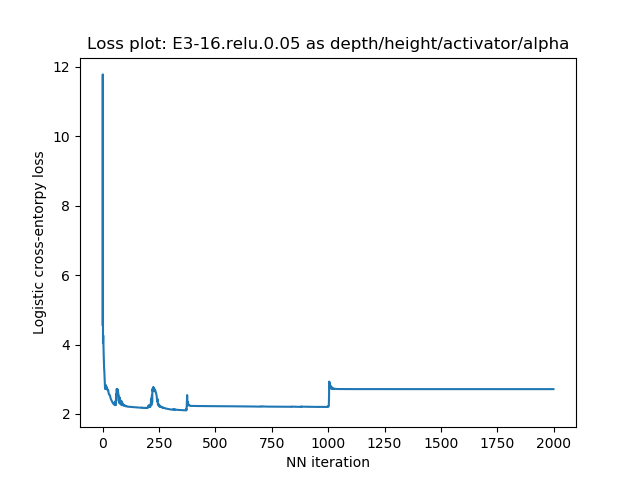 Loss plot: E3-16.relu.0.05 as depth/height/activator/alpha
12
10
8
6
4
2
Logistic cross-entorpy loss
0 250 500 750 1000 1250 1500 1750 2000
NN iteration